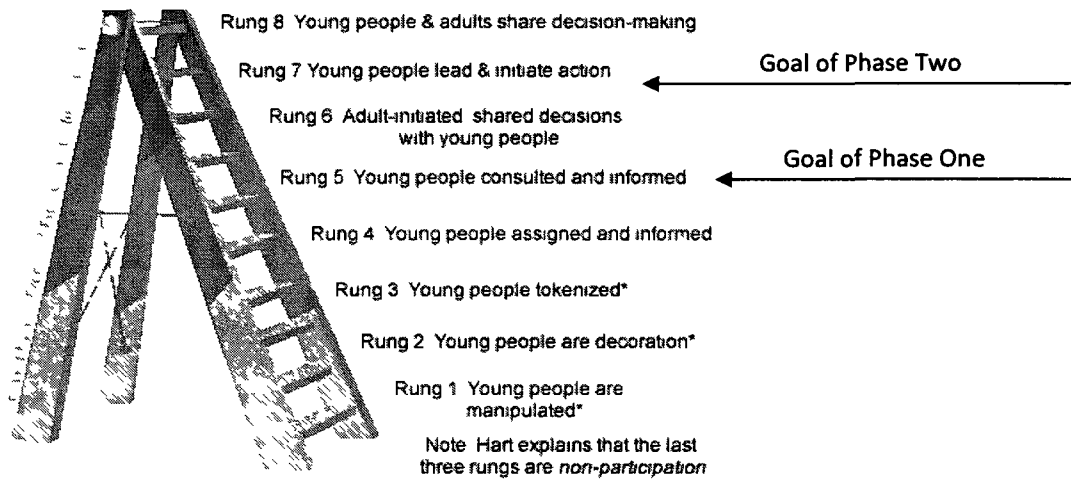 Rung 8 Young people & adults share decision-making
Goal of Phase Two
Rung 7 Young people lead & initiate action
Rung 6 Adult-initiated shared decisions
with young people
Goal of Phase One
Rung 5 Young people consulted and informed
Rung 4 Young people assigned and informed
Rung 3 Young people tokenized*
Rung 2 Young people are decoration*
Rung 1 Young people are
manipulated*
Note Hart explains that the last
three rungs are non-participation